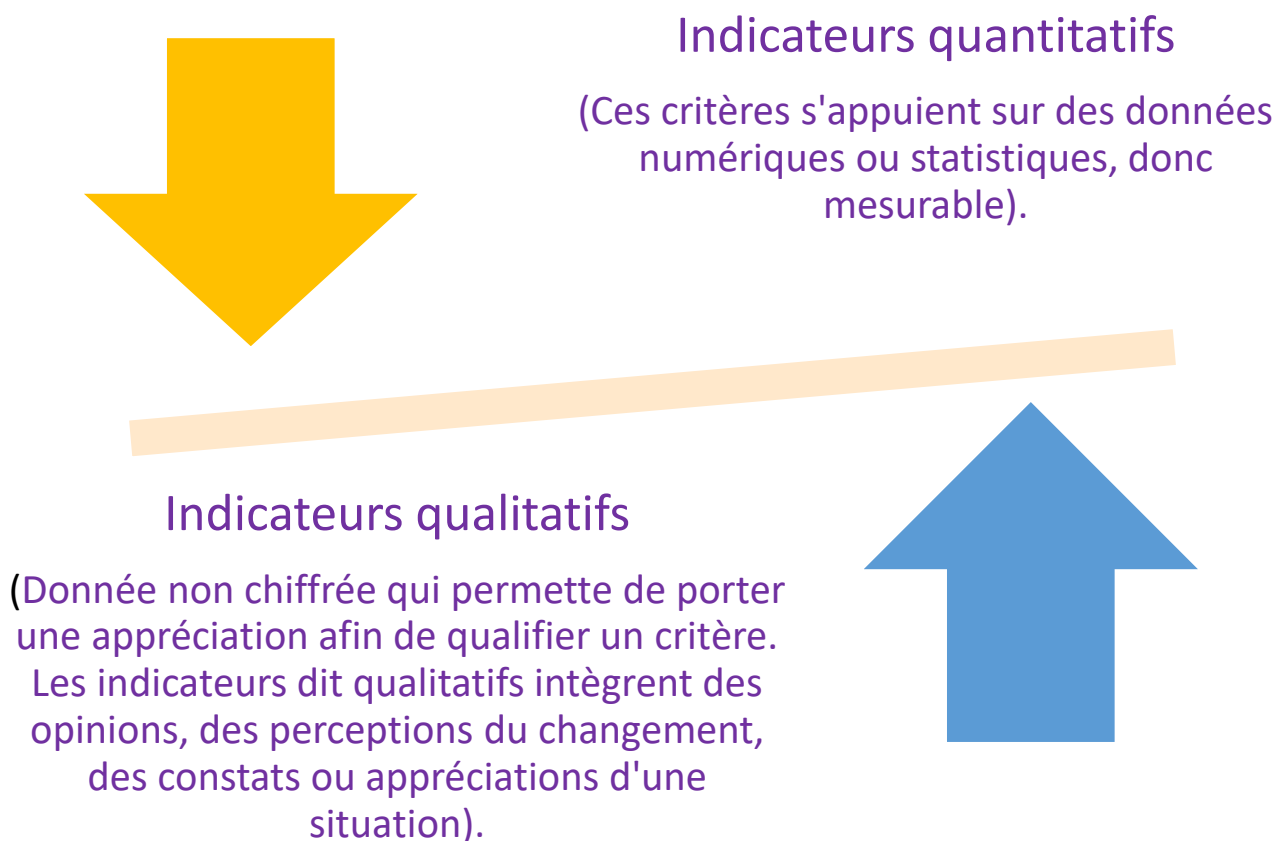 Indicateurs quantitatifs
(Ces critères s'appuient sur des données
numériques ou statistiques, donc
mesurable).
Indicateurs qualitatifs
(Donnée non chiffrée qui permette de porter
une appréciation afin de qualifier un critère.
Les indicateurs dit qualitatifs intègrent des
opinions, des perceptions du changement,
des constats ou appréciations d'une
situation).